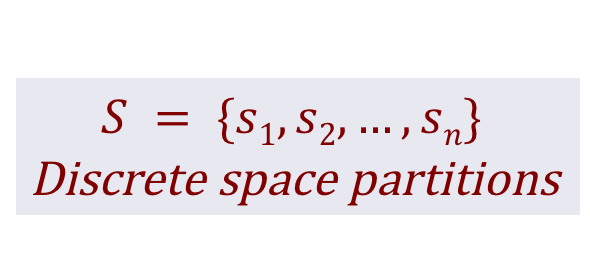 S = {s₁, s₂, ... , sₙ}
Discrete space partitions